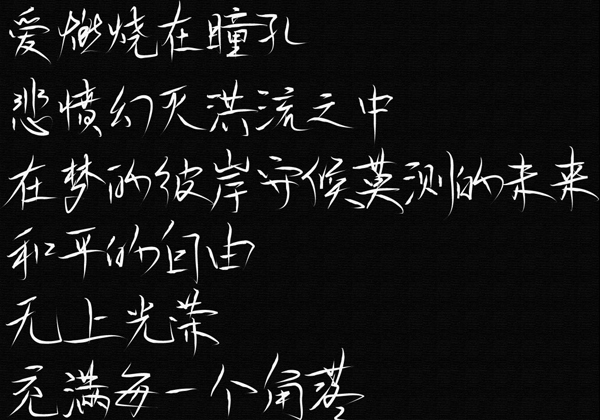 爱燃烧在瞳孔
悲愤幻灭洪流之中
在梦的彼岸守候莫测的未来
和平的自由
无上光荣
充满每一个角落